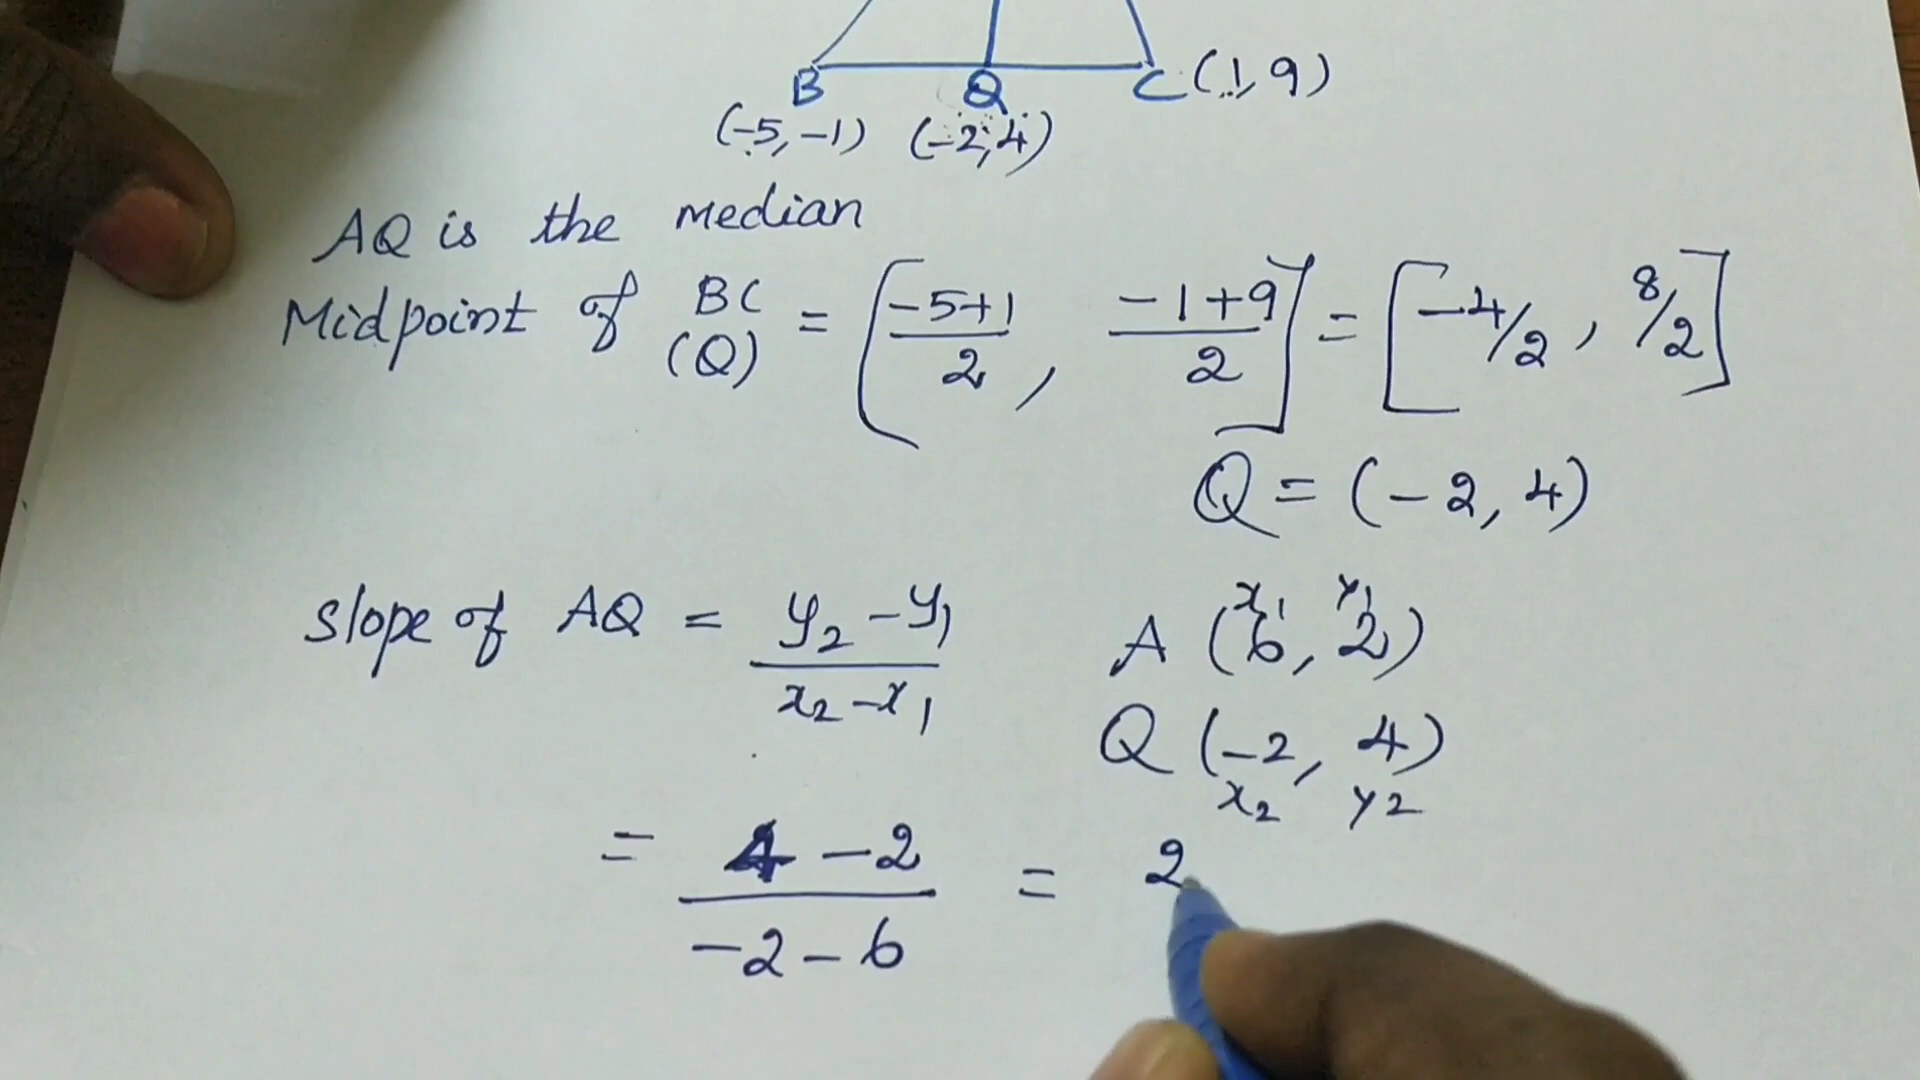 B Q C (1, 9)
(-5, -1) (-2, 4)
AQ is the median
Midpoint of BC (Q) = [(-5+1)/2 , (-1+9)/2] = [-4/2 , 8/2]
Q = (-2, 4)
x1 y1
slope of AQ = (y2 - y1)/(x2 - x1) A (6, 2)
Q (-2, 4)
x2 y2
= (4 - 2)/(-2 - 6) = 2